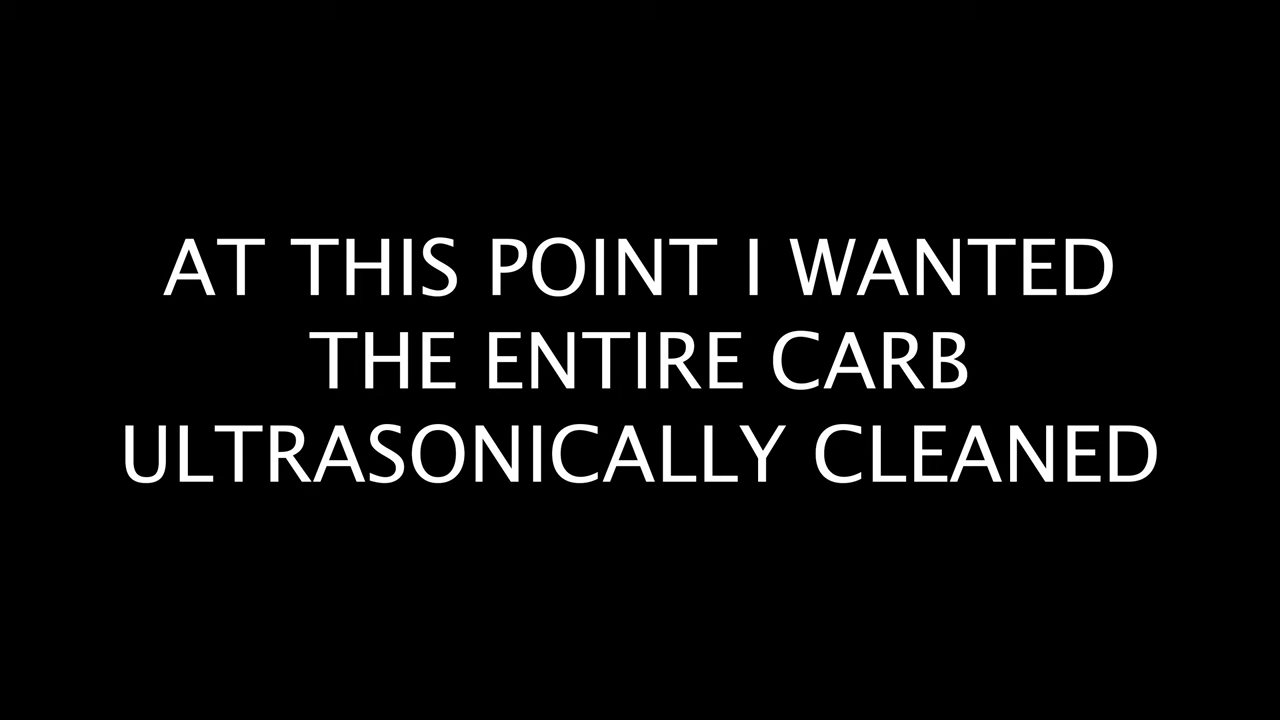 AT THIS POINT I WANTED
THE ENTIRE CARB
ULTRASONICALLY CLEANED